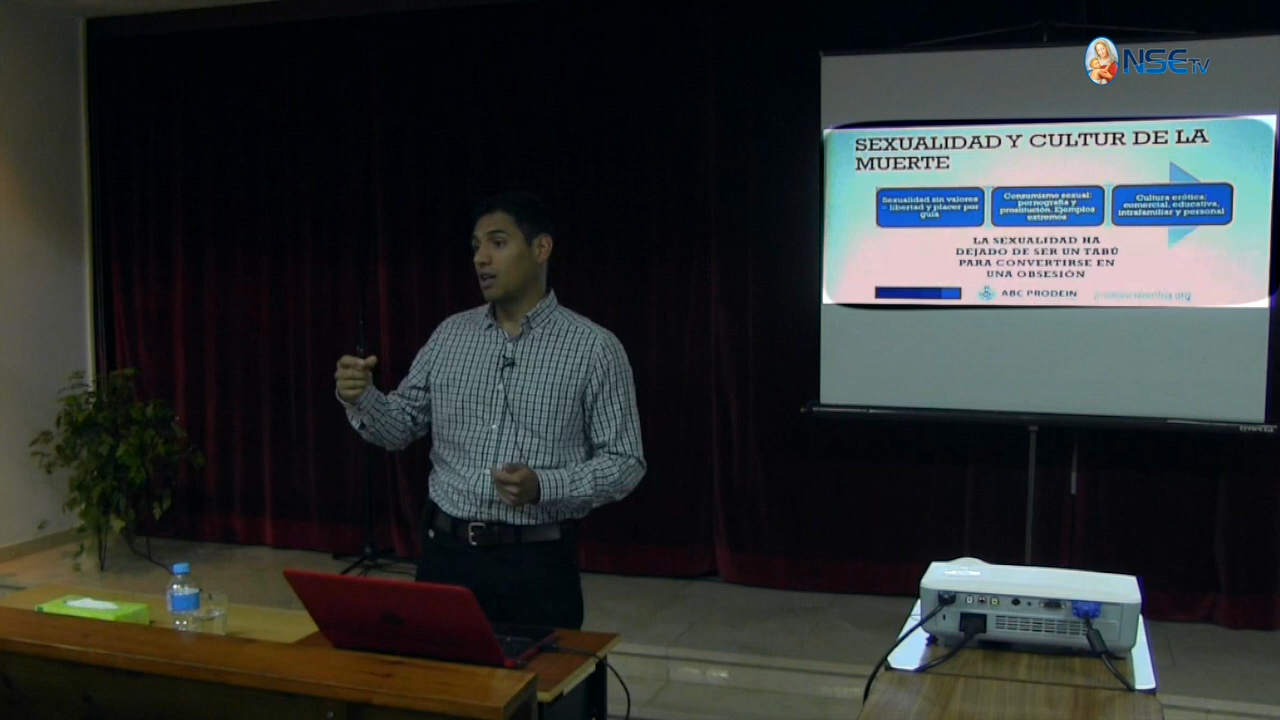 NSETV
SEXUALIDAD Y CULTUR DE LA
MUERTE
Sexualidad sin valores
– libertad y placer por
guía
Consumismo sexual:
pornografía y
prostitución. Ejemplos
extremos
Cultura erótica:
comercial, educativa,
intrafamiliar y personal
LA SEXUALIDAD HA
DEJADO DE SER UN TABÚ
PARA CONVERTIRSE EN
UNA OBSESIÓN
ABC PRODEIN